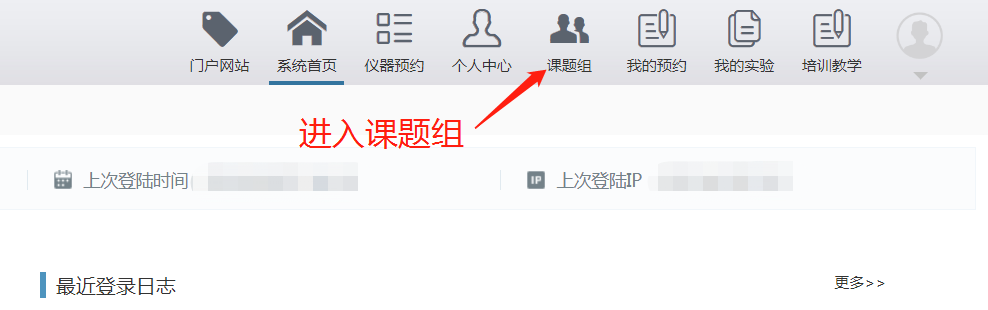 门户网站 系统首页 仪器预约 个人中心 课题组 我的预约 我的实验 培训教学
进入课题组
上次登陆时间 IP 上次登陆IP
最近登录日志 更多>>